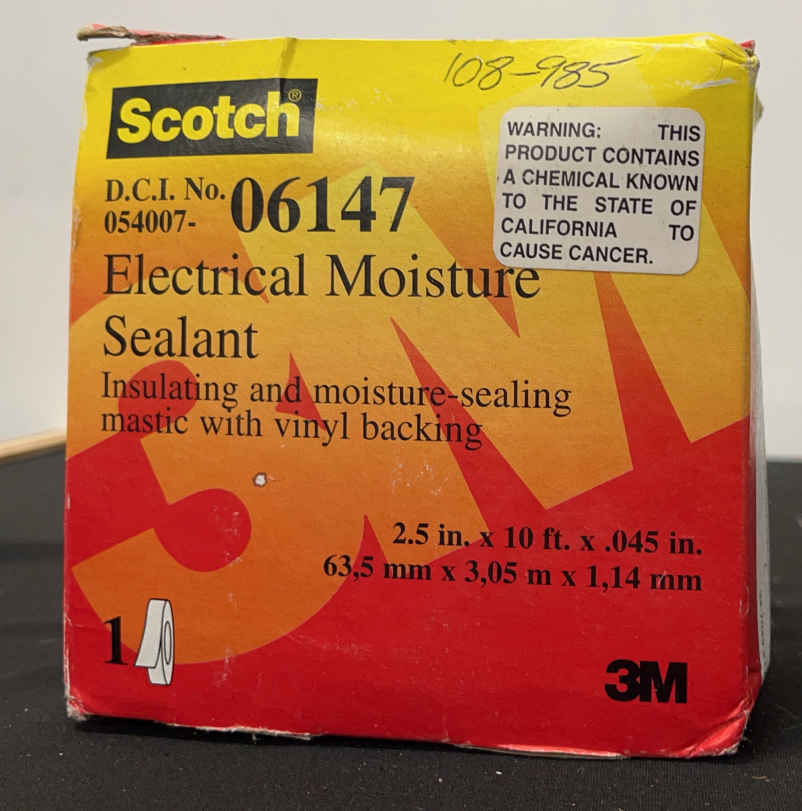 108-985
Scotch®
WARNING: THIS
PRODUCT CONTAINS
A CHEMICAL KNOWN
TO THE STATE OF
CALIFORNIA TO
CAUSE CANCER.
D.C.I. No.
054007-
06147
Electrical Moisture
Sealant
Insulating and moisture-sealing
mastic with vinyl backing
2.5 in. x 10 ft. x .045 in.
63,5 mm x 3,05 m x 1,14 mm
1
3M